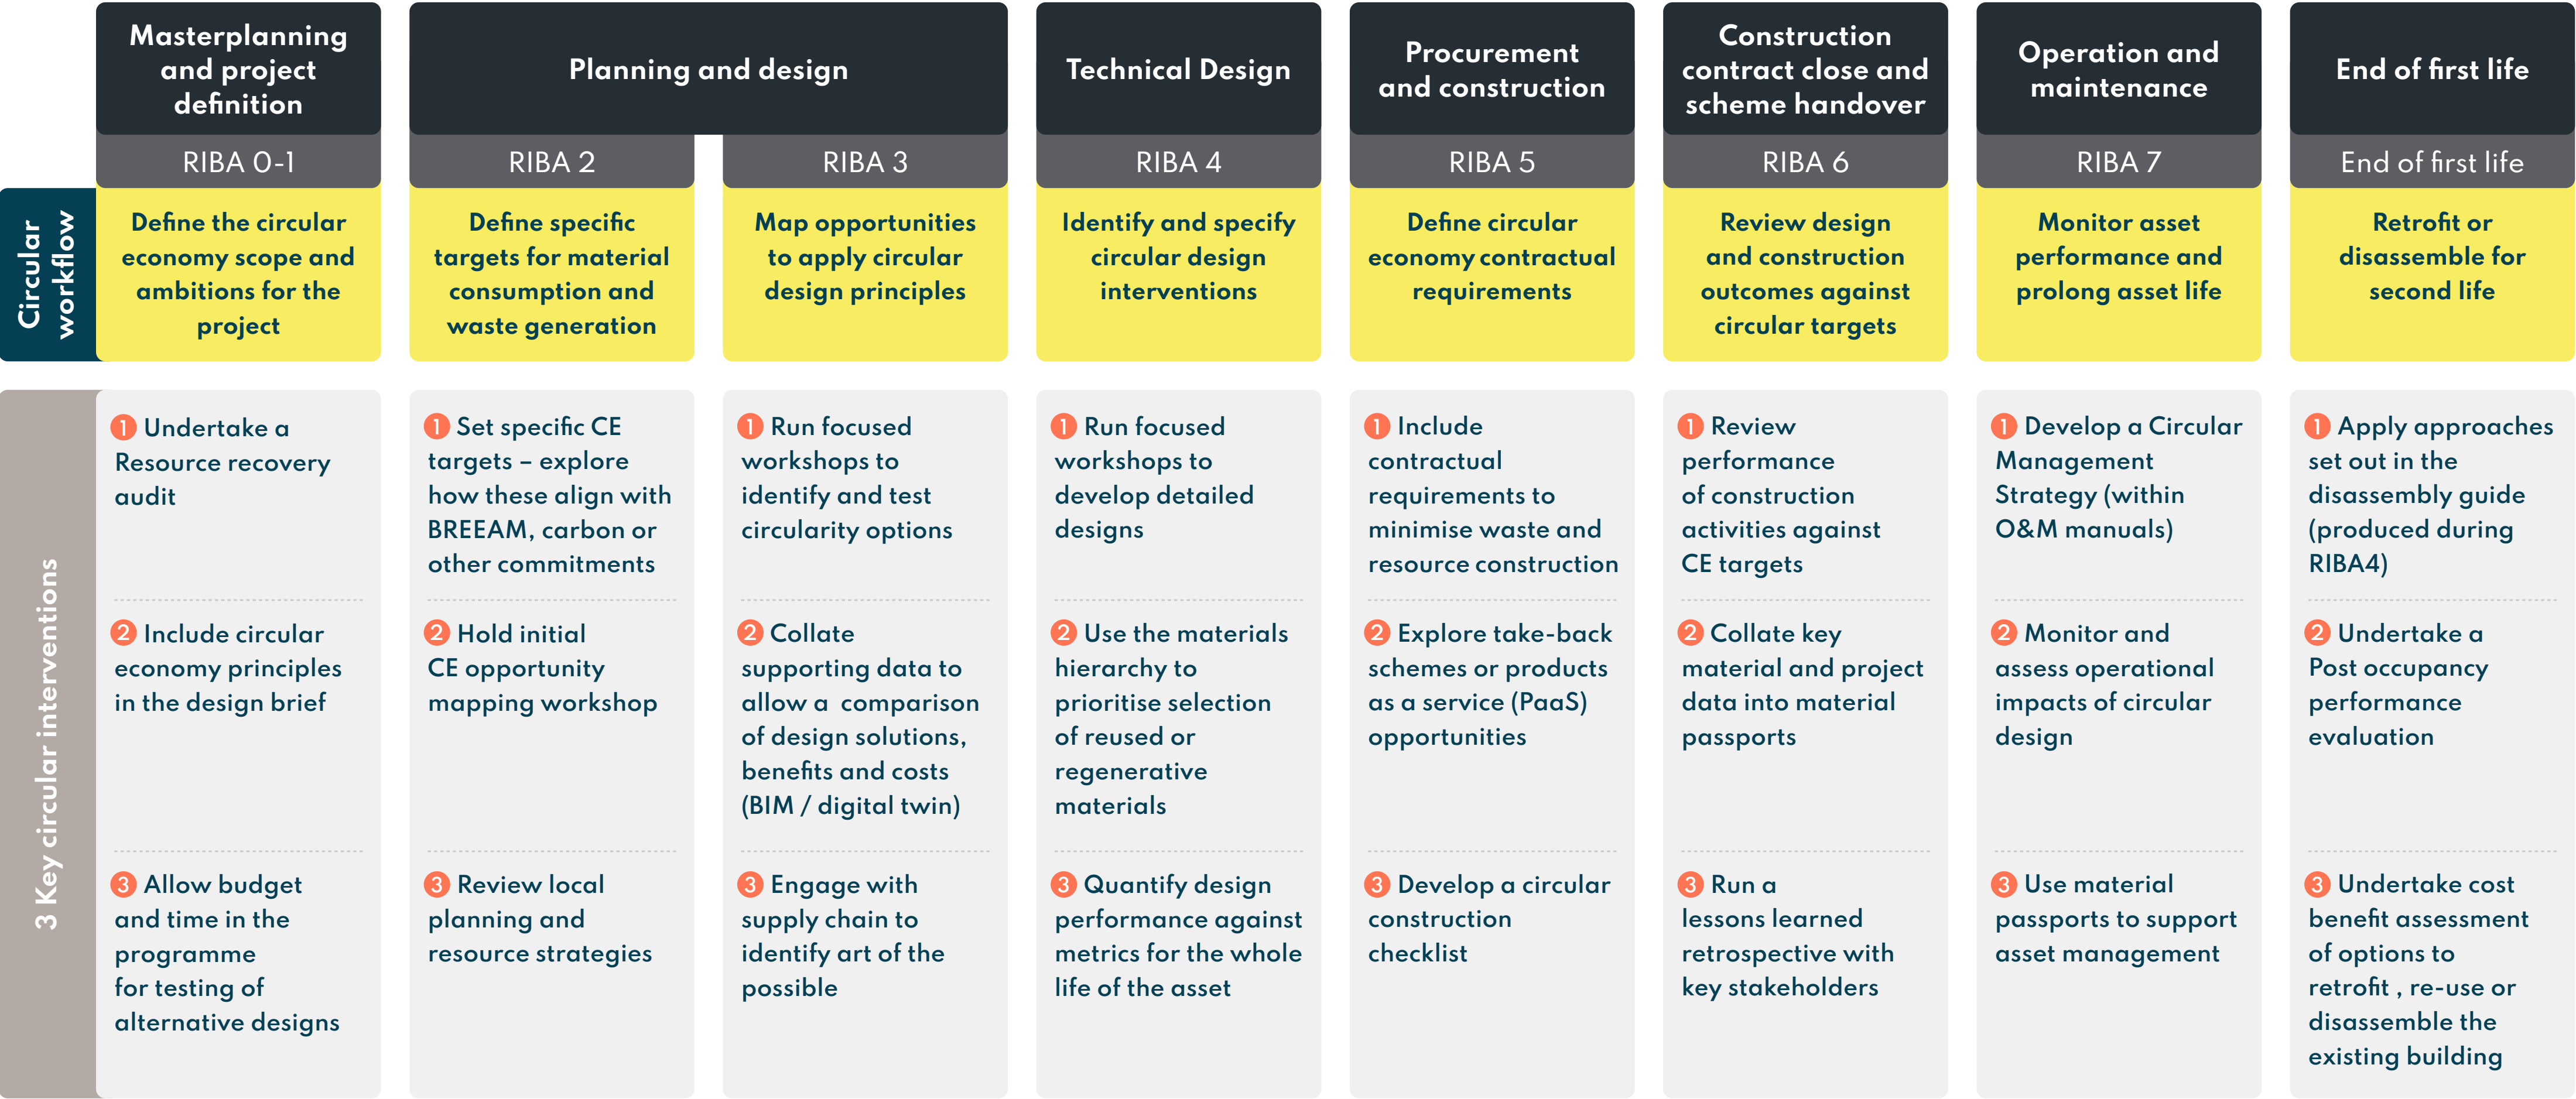 Masterplanning
and project
definition
Planning and design
Technical Design
Procurement
and construction
Construction
contract close and
scheme handover
Operation and
maintenance
End of first life
RIBA 0-1
RIBA 2
RIBA 3
RIBA 4
RIBA 5
RIBA 6
RIBA 7
End of first life
Circular
workflow
Define the circular
economy scope and
ambitions for the
project
Define specific
targets for material
consumption and
waste generation
Map opportunities
to apply circular
design principles
Identify and specify
circular design
interventions
Define circular
economy contractual
requirements
Review design
and construction
outcomes against
circular targets
Monitor asset
performance and
prolong asset life
Retrofit or
disassemble for
second life
3 Key circular interventions
1 Undertake a
Resource recovery
audit
2 Include circular
economy principles
in the design brief
3 Allow budget
and time in the
programme
for testing of
alternative designs
1 Set specific CE
targets – explore
how these align with
BREEAM, carbon or
other commitments
2 Hold initial
CE opportunity
mapping workshop
3 Review local
planning and
resource strategies
1 Run focused
workshops to
identify and test
circularity options
2 Collate
supporting data to
allow a comparison
of design solutions,
benefits and costs
(BIM / digital twin)
3 Engage with
supply chain to
identify art of the
possible
1 Run focused
workshops to
develop detailed
designs
2 Use the materials
hierarchy to
prioritise selection
of reused or
regenerative
materials
3 Quantify design
performance against
metrics for the whole
life of the asset
1 Include
contractual
requirements to
minimise waste and
resource construction
2 Explore take-back
schemes or products
as a service (PaaS)
opportunities
3 Develop a circular
construction
checklist
1 Review
performance
of construction
activities against
CE targets
2 Collate key
material and project
data into material
passports
3 Run a
lessons learned
retrospective with
key stakeholders
1 Develop a Circular
Management
Strategy (within
O&M manuals)
2 Monitor and
assess operational
impacts of circular
design
3 Use material
passports to support
asset management
1 Apply approaches
set out in the
disassembly guide
(produced during
RIBA4)
2 Undertake a
Post occupancy
performance
evaluation
3 Undertake cost
benefit assessment
of options to
retrofit , re-use or
disassemble the
existing building